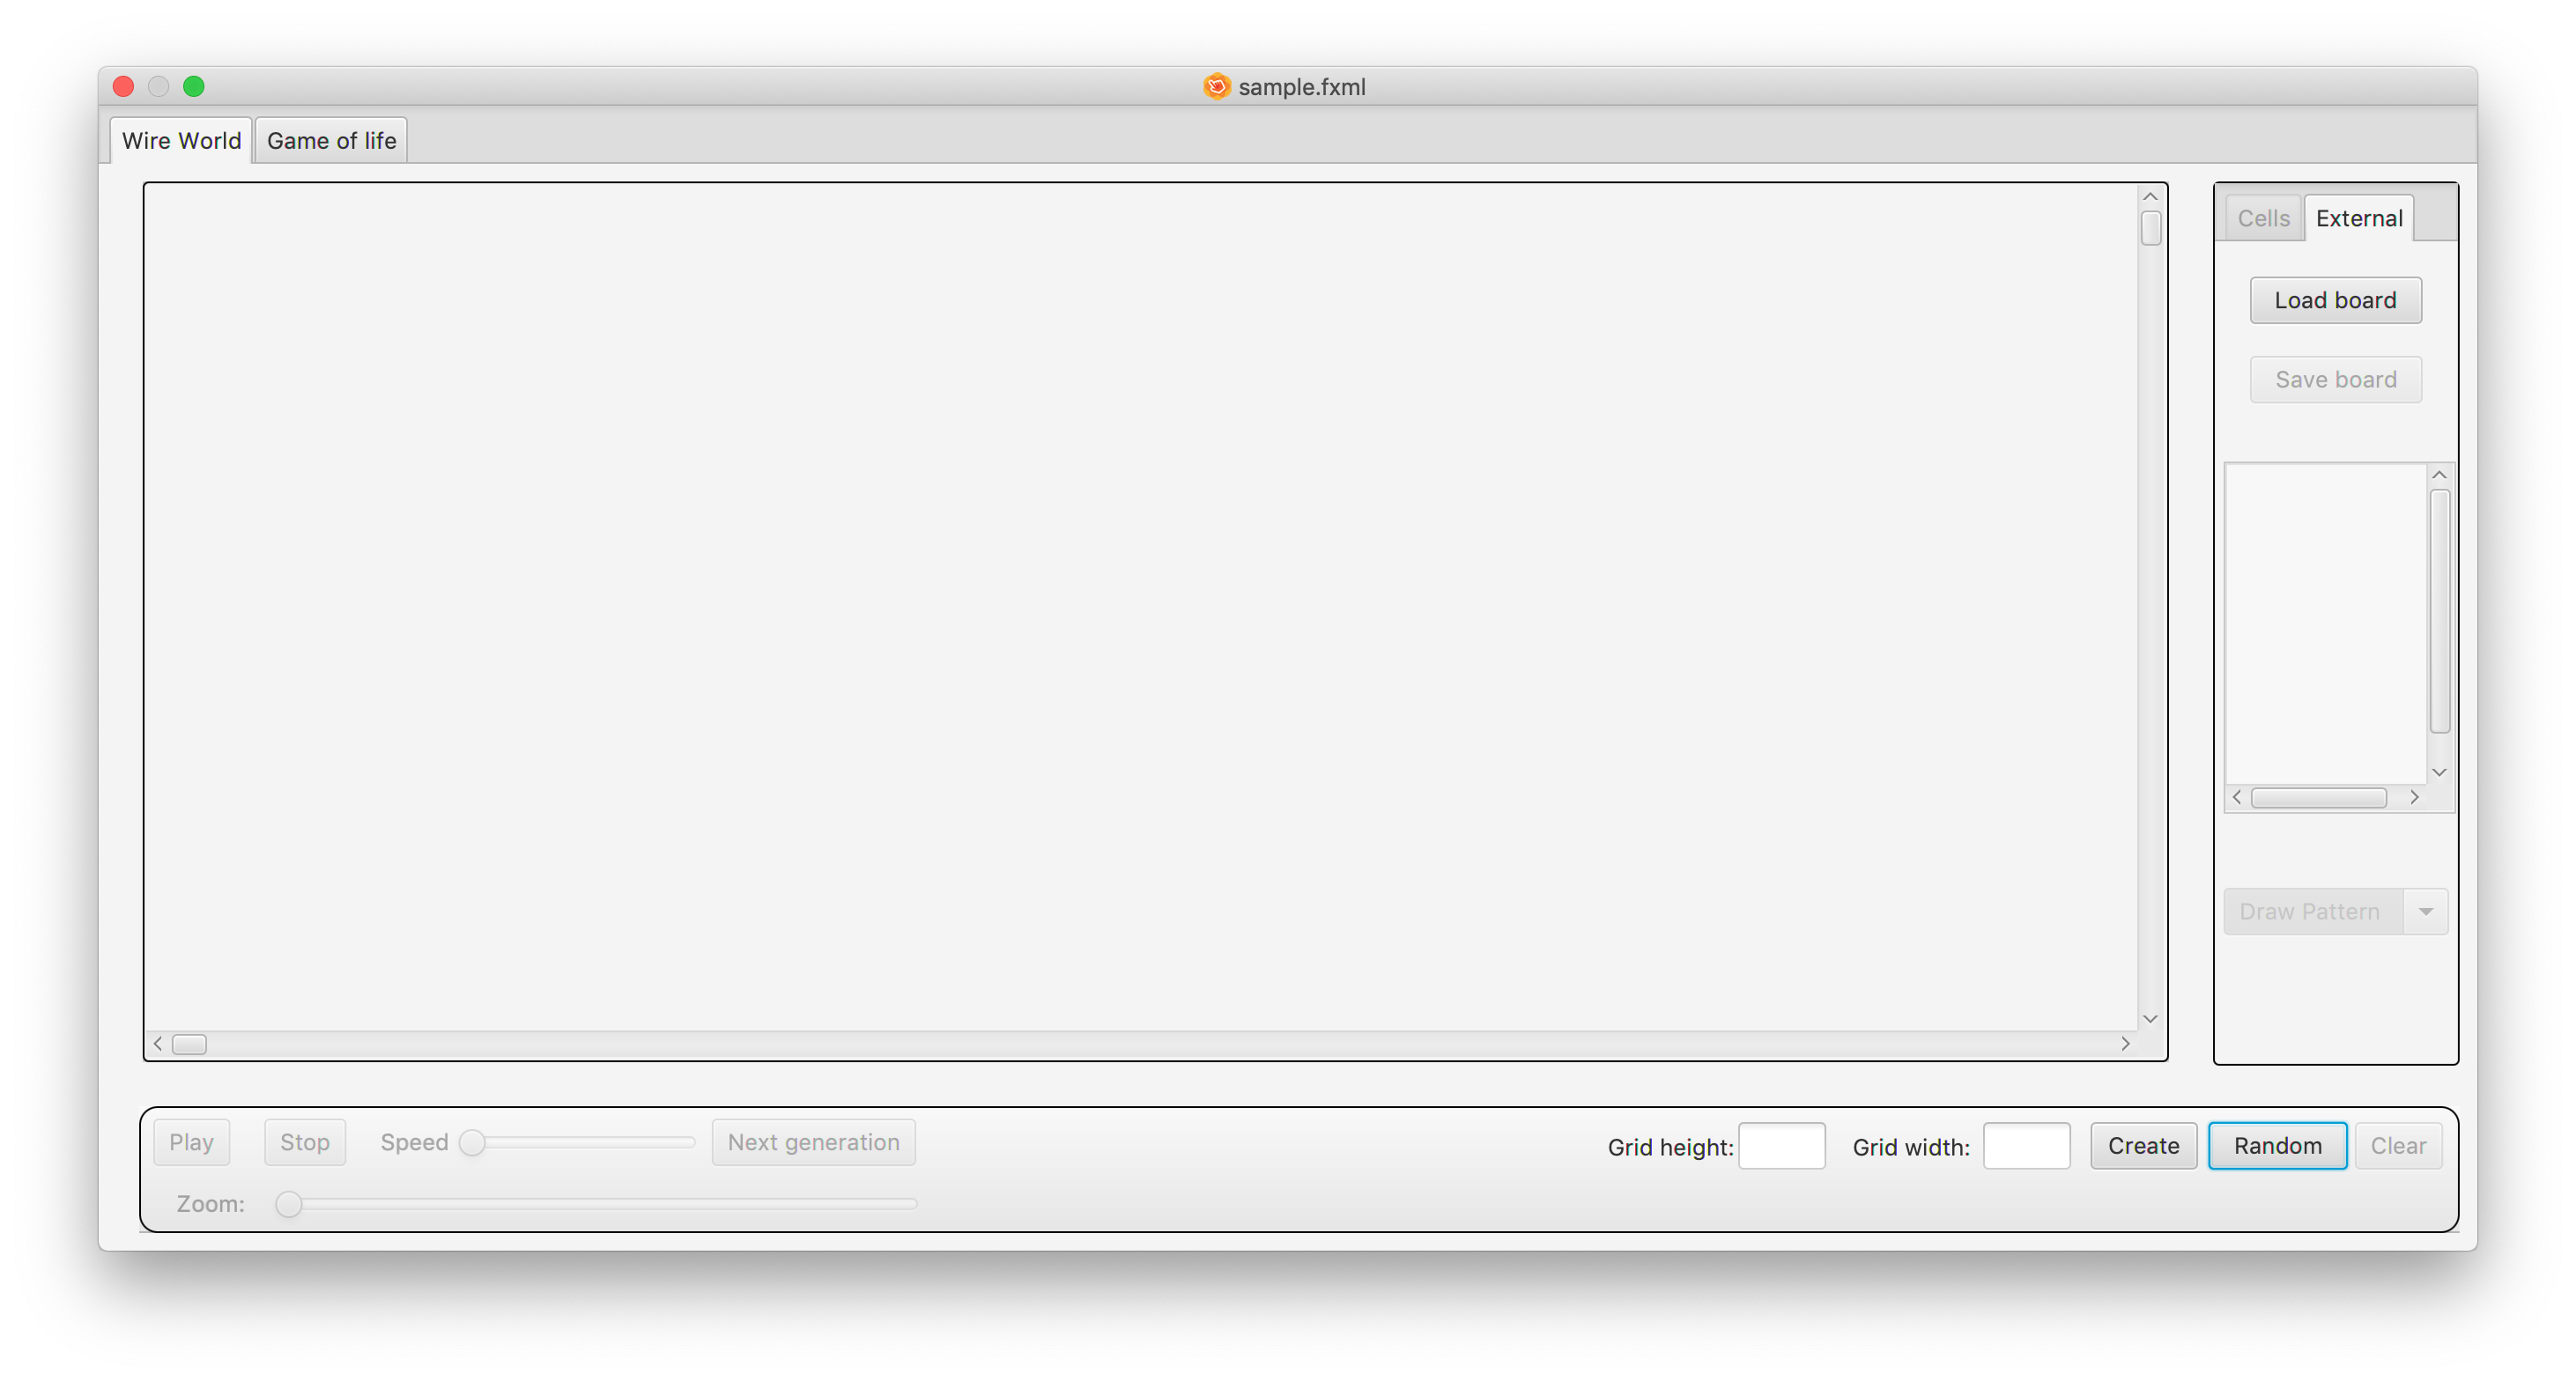 sample.fxml
Wire World Game of life
Cells External
Load board
Save board
Draw Pattern
Play Stop Speed Next generation Grid height: Grid width: Create Random Clear
Zoom: